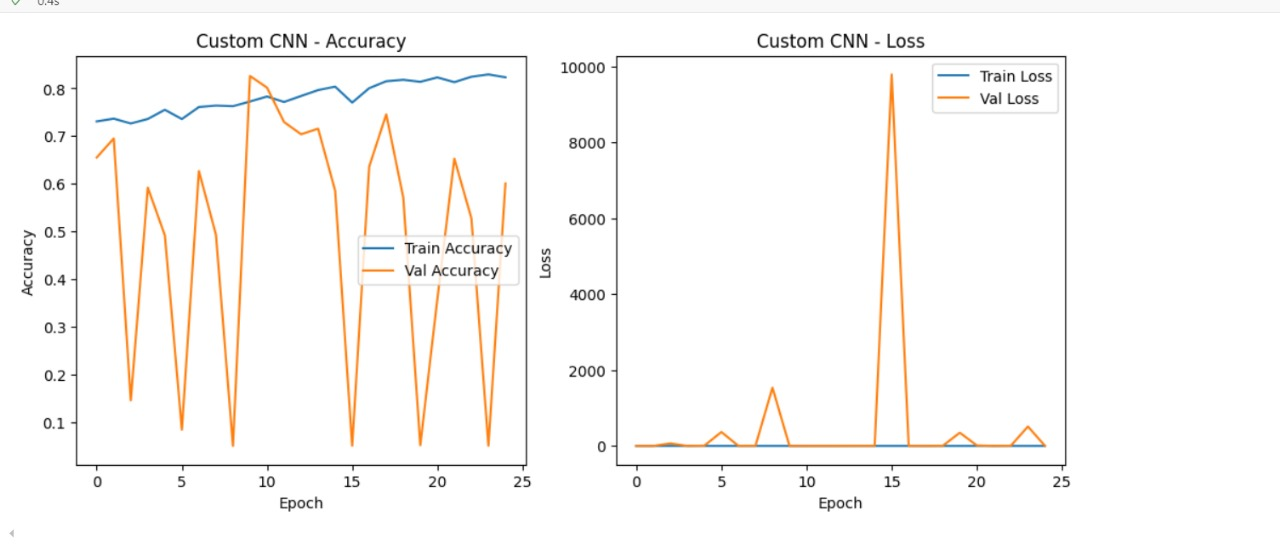 0.4s
Custom CNN - Accuracy
0.8
0.7
0.6
0.5
0.4
0.3
0.2
0.1
Accuracy
Train Accuracy
Val Accuracy
0 5 10 15 20 25
Epoch
Custom CNN - Loss
10000
8000
6000
4000
2000
0
Loss
Train Loss
Val Loss
0 5 10 15 20 25
Epoch